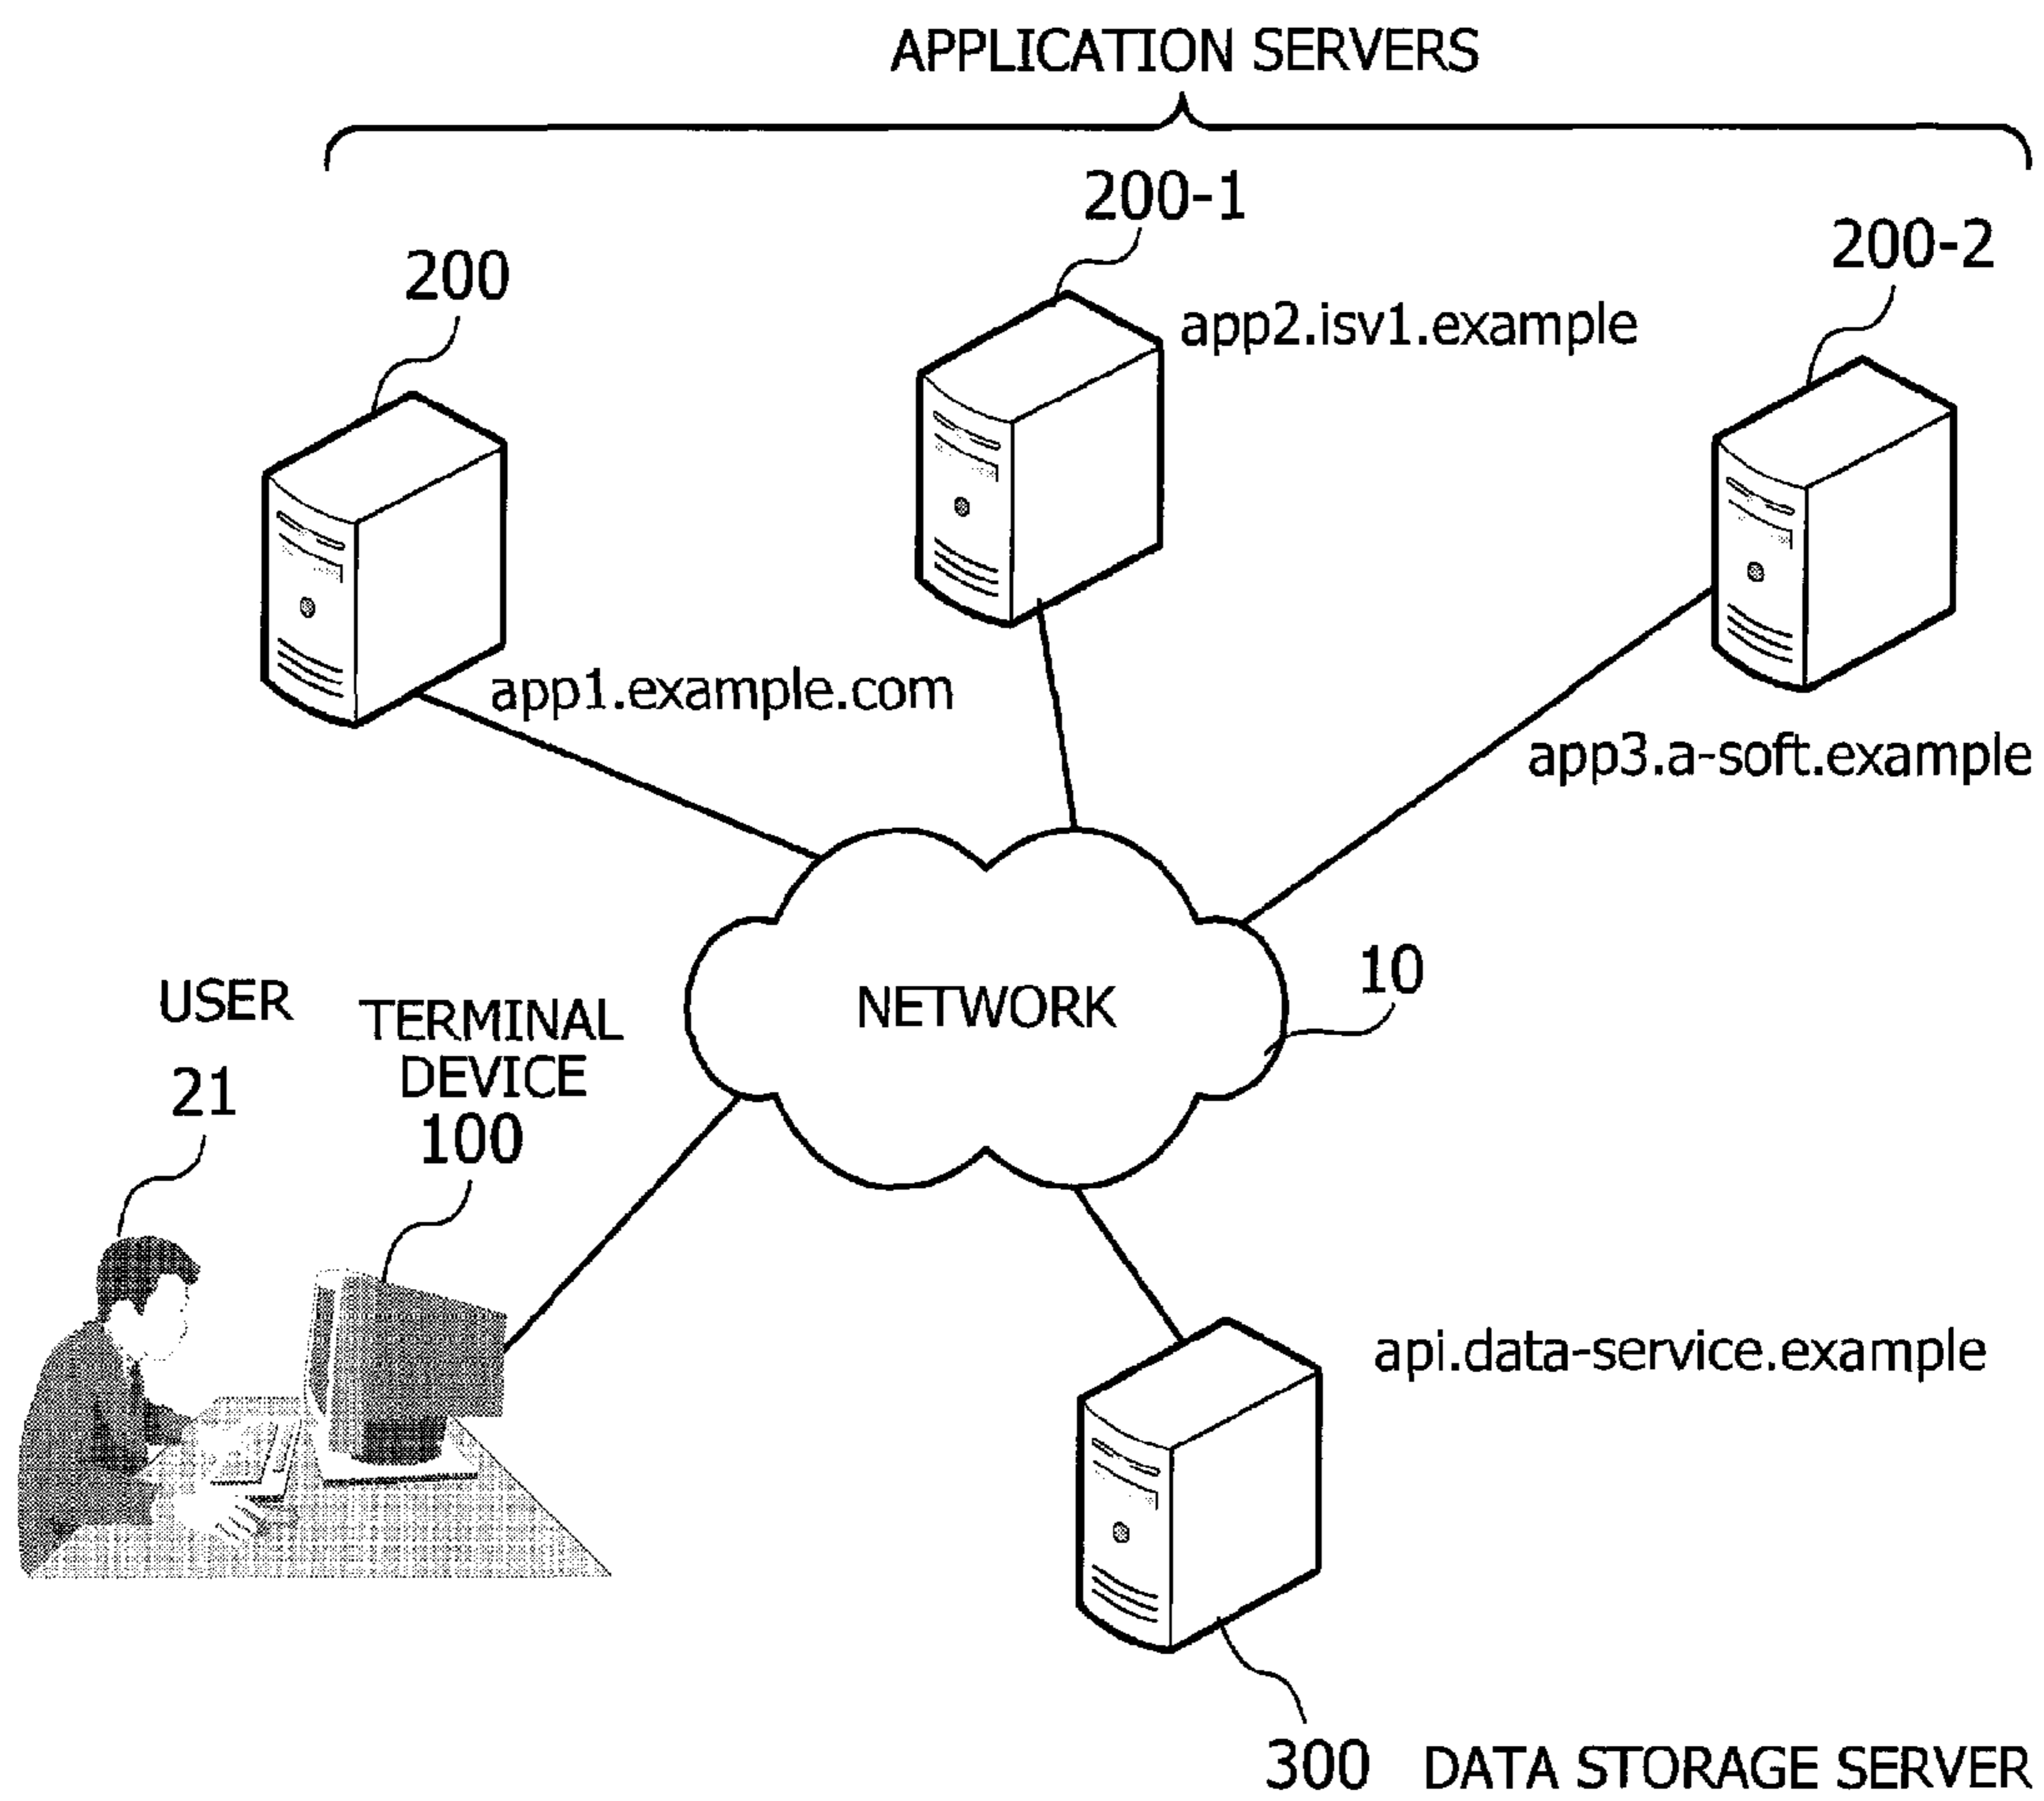 APPLICATION SERVERS
200-1
200-2
200
app2.isv1.example
app1.example.com
app3.a-soft.example
NETWORK
10
USER
21
TERMINAL
DEVICE
100
api.data-service.example
300 DATA STORAGE SERVER